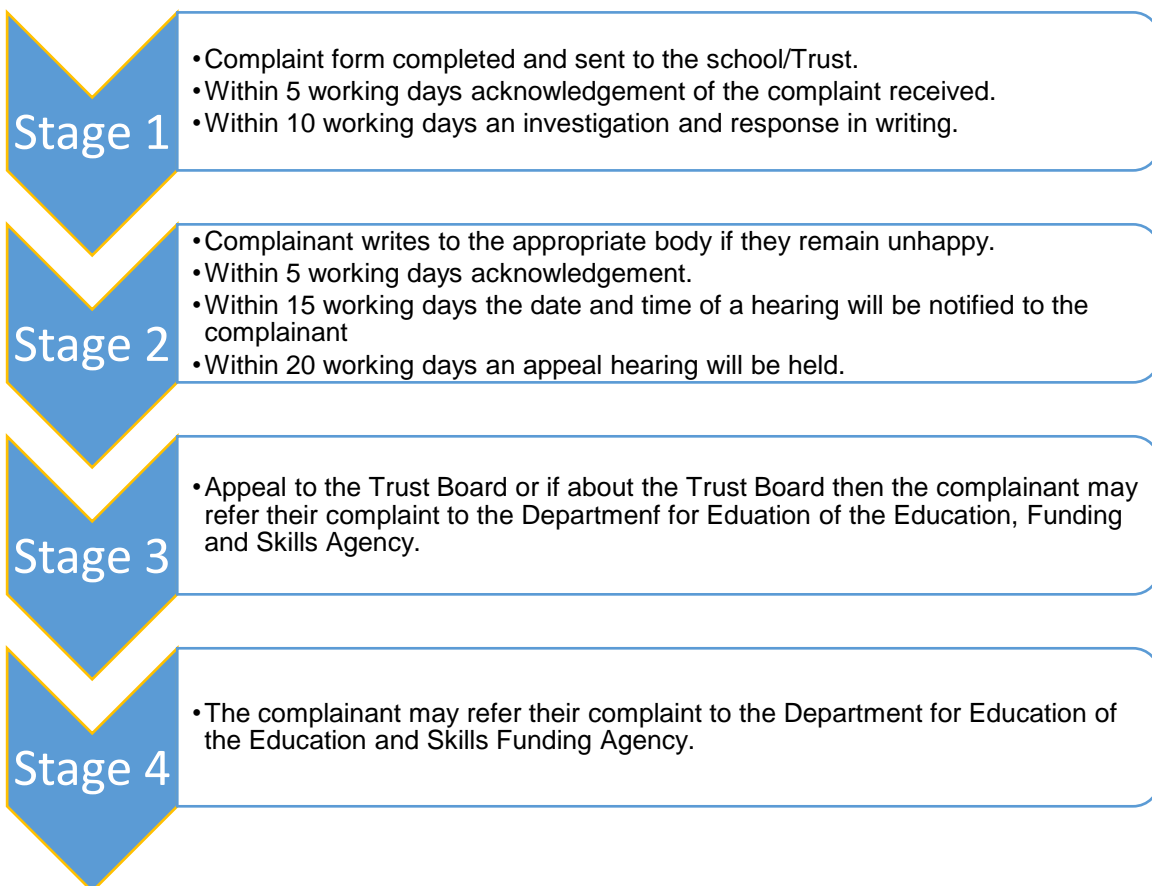 Stage 1
•Complaint form completed and sent to the school/Trust.
•Within 5 working days acknowledgement of the complaint received.
•Within 10 working days an investigation and response in writing.
Stage 2
•Complainant writes to the appropriate body if they remain unhappy.
•Within 5 working days acknowledgement.
•Within 15 working days the date and time of a hearing will be notified to the
complainant
•Within 20 working days an appeal hearing will be held.
Stage 3
•Appeal to the Trust Board or if about the Trust Board then the complainant may
refer their complaint to the Departmenf for Eduation of the Education, Funding
and Skills Agency.
Stage 4
•The complainant may refer their complaint to the Department for Education of
the Education and Skills Funding Agency.